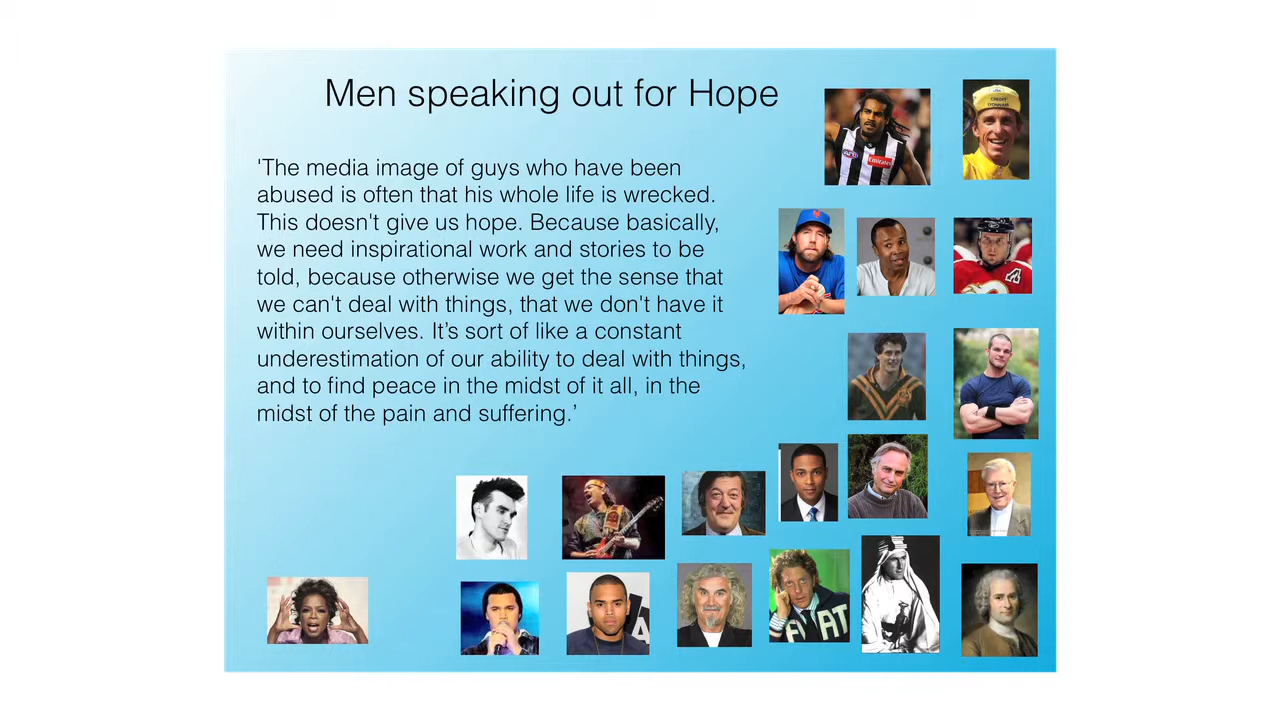 Men speaking out for Hope
'The media image of guys who have been
abused is often that his whole life is wrecked.
This doesn't give us hope. Because basically,
we need inspirational work and stories to be
told, because otherwise we get the sense that
we can't deal with things, that we don't have it
within ourselves. It’s sort of like a constant
underestimation of our ability to deal with things,
and to find peace in the midst of it all, in the
midst of the pain and suffering.’
CREDIT
LYONNAIS
Emirates
A